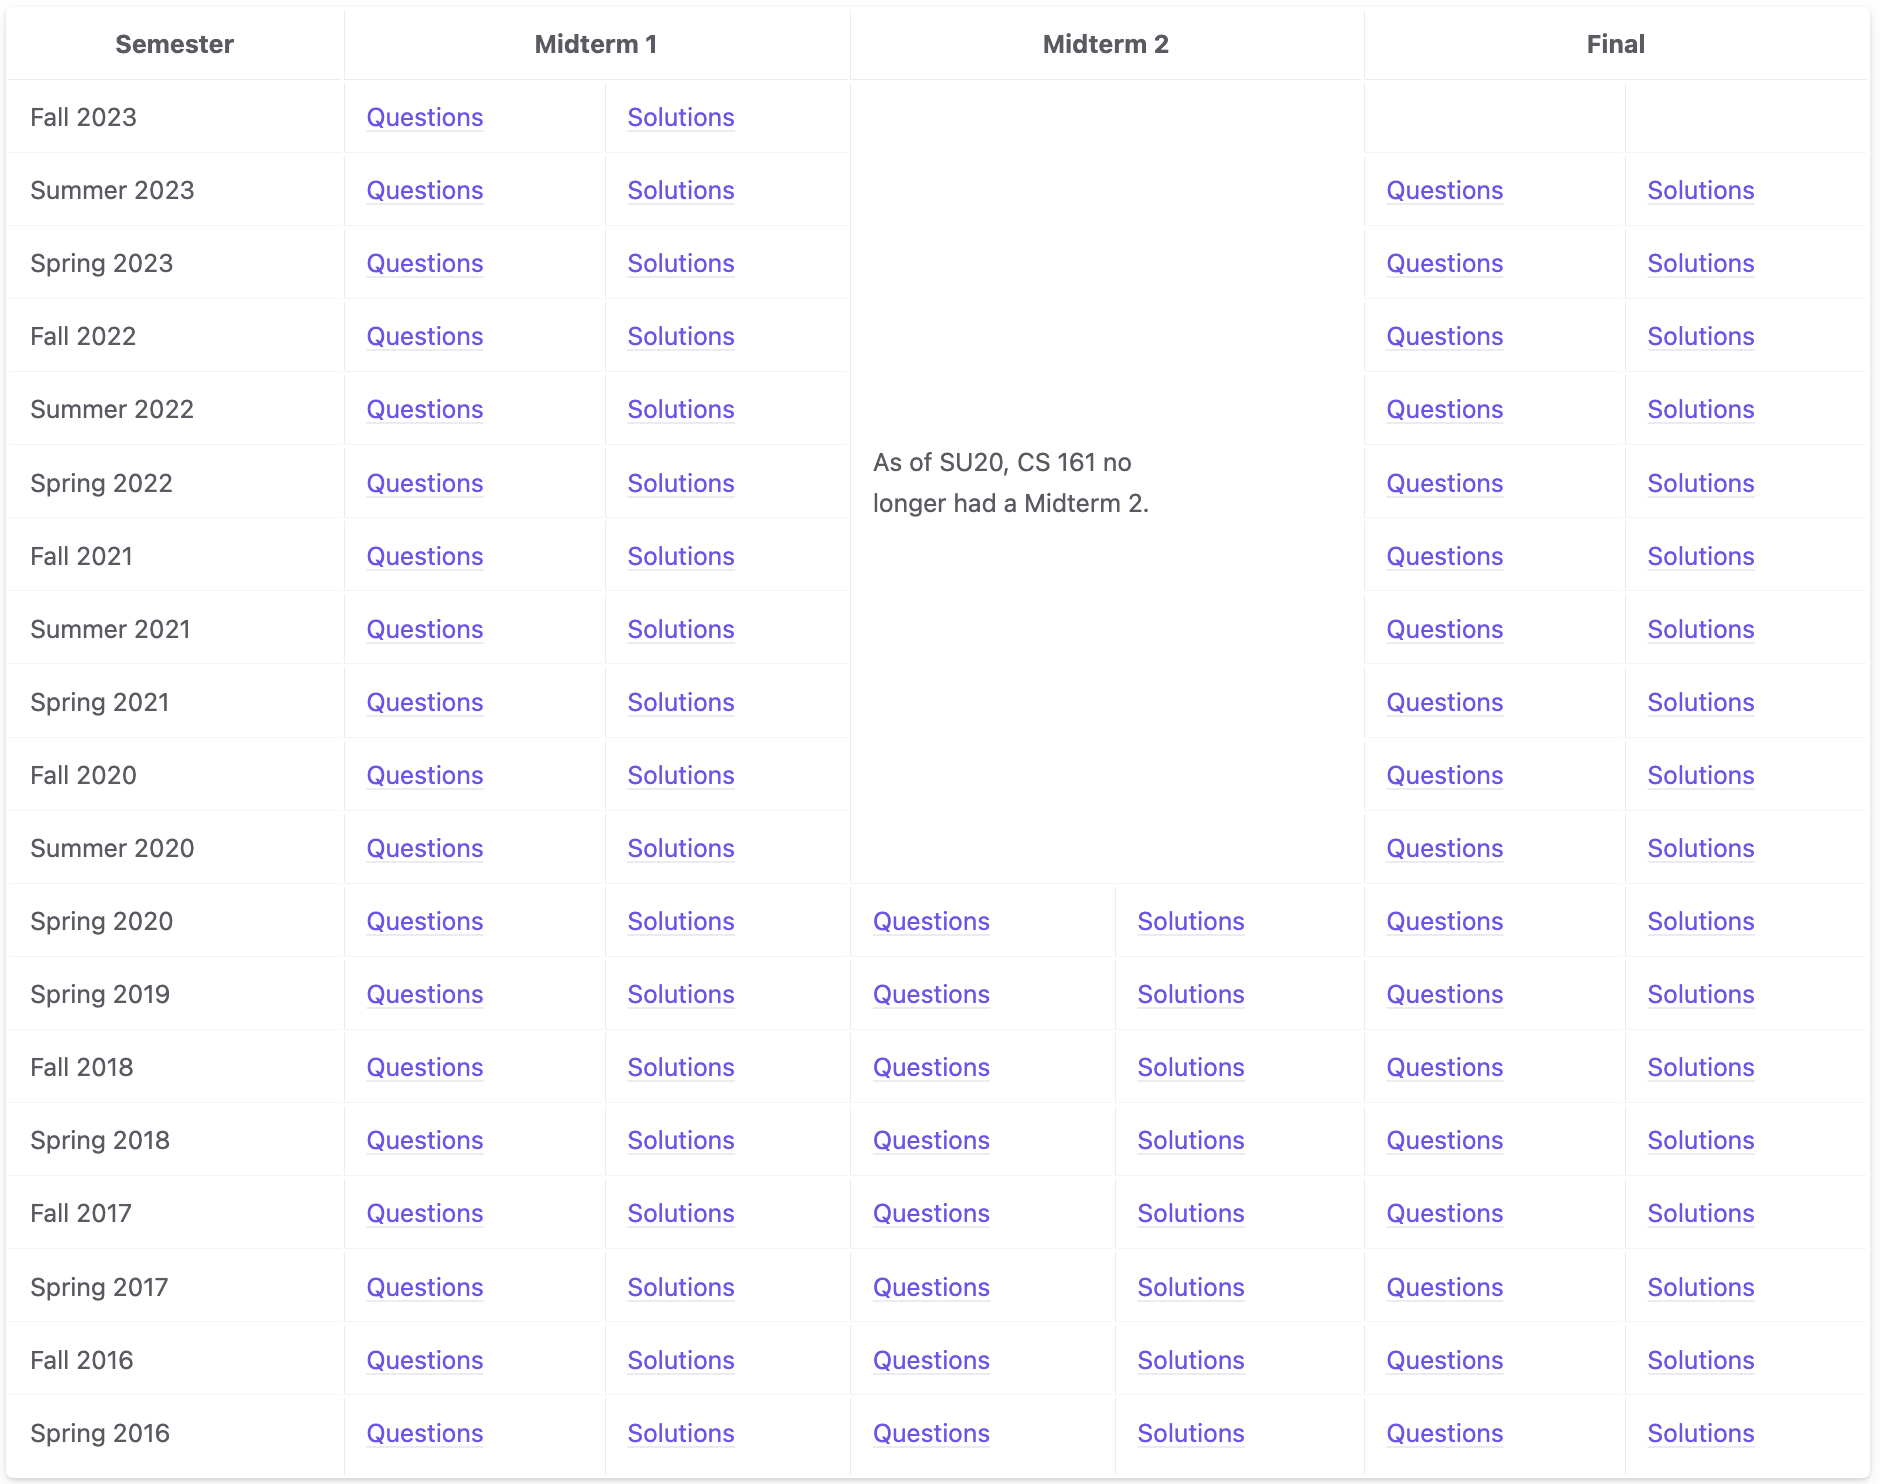 Semester Midterm 1 Midterm 2 Final
Fall 2023 Questions Solutions
Summer 2023 Questions Solutions Questions Solutions
Spring 2023 Questions Solutions Questions Solutions
Fall 2022 Questions Solutions Questions Solutions
Summer 2022 Questions Solutions Questions Solutions
As of SU20, CS 161 no
longer had a Midterm 2.
Spring 2022 Questions Solutions Questions Solutions
Fall 2021 Questions Solutions Questions Solutions
Summer 2021 Questions Solutions Questions Solutions
Spring 2021 Questions Solutions Questions Solutions
Fall 2020 Questions Solutions Questions Solutions
Summer 2020 Questions Solutions Questions Solutions
Spring 2020 Questions Solutions Questions Solutions Questions Solutions
Spring 2019 Questions Solutions Questions Solutions Questions Solutions
Fall 2018 Questions Solutions Questions Solutions Questions Solutions
Spring 2018 Questions Solutions Questions Solutions Questions Solutions
Fall 2017 Questions Solutions Questions Solutions Questions Solutions
Spring 2017 Questions Solutions Questions Solutions Questions Solutions
Fall 2016 Questions Solutions Questions Solutions Questions Solutions
Spring 2016 Questions Solutions Questions Solutions Questions Solutions